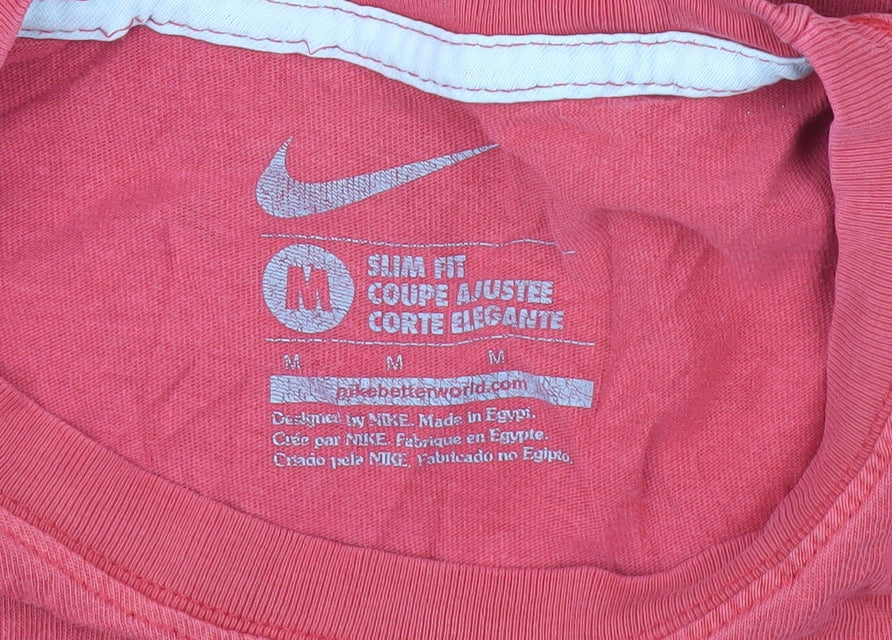 M
SLIM FIT
COUPE AJUSTEE
CORTE ELEGANTE
M M M
nikebetterworld.com
Designed by NIKE. Made in Egypt.
Crée par NIKE. Fabrique en Egypte.
Criado pela NIKE. Fabricado no Egipto.